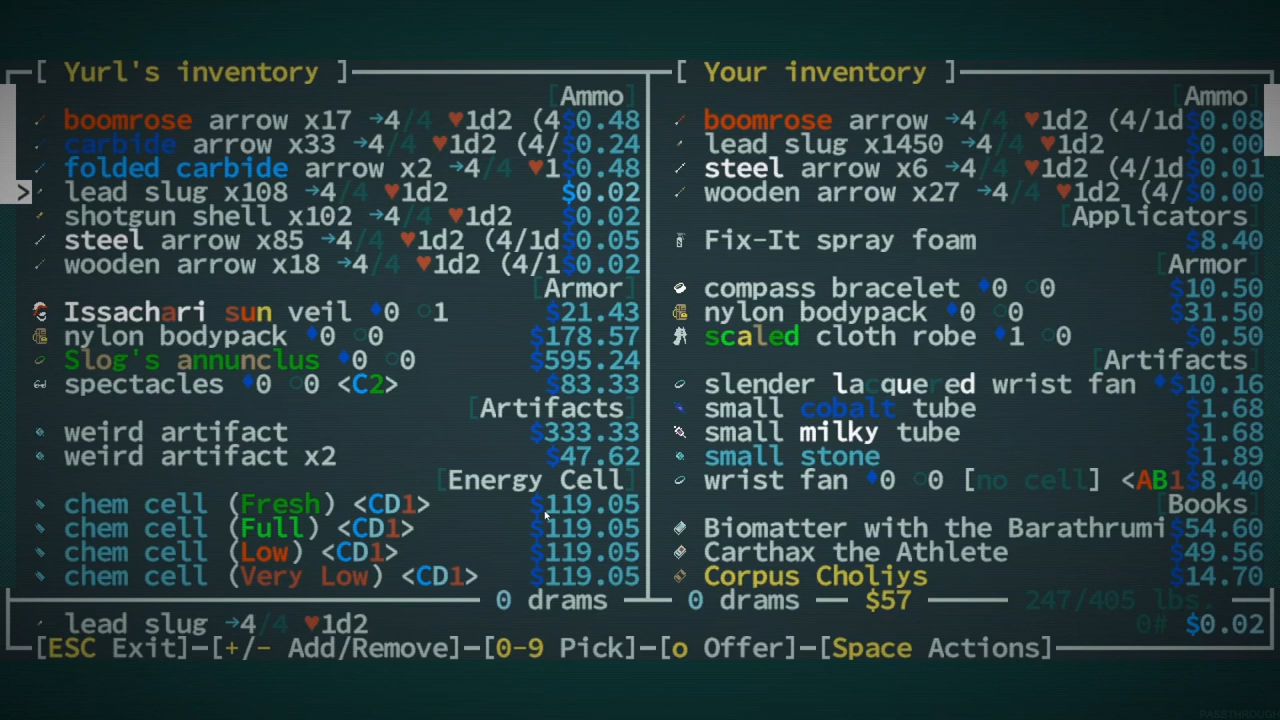 [ Yurl's inventory ]
[Ammo]
boomrose arrow x17 →4/4 ♥1d2 (4 $0.48
carbide arrow x33 →4/4 ♥1d2 (4/ $0.24
folded carbide arrow x2 →4/4 ♥1 $0.48
> lead slug x108 →4/4 ♥1d2 $0.02
shotgun shell x102 →4/4 ♥1d2 $0.02
steel arrow x85 →4/4 ♥1d2 (4/1d $0.05
wooden arrow x18 →4/4 ♥1d2 (4/1 $0.02
[Armor]
Issachari sun veil ♦0 ○1 $21.43
nylon bodypack ♦0 ○0 $178.57
Slog's annunclus ♦0 ○0 $595.24
spectacles ♦0 ○0 <C2> $83.33
[Artifacts]
weird artifact $333.33
weird artifact x2 $47.62
[Energy Cell]
chem cell (Fresh) <CD1> $119.05
chem cell (Full) <CD1> $119.05
chem cell (Low) <CD1> $119.05
chem cell (Very Low) <CD1> $119.05
0 drams
[ Your inventory ]
[Ammo]
boomrose arrow →4/4 ♥1d2 (4/1d $0.08
lead slug x1450 →4/4 ♥1d2 $0.00
steel arrow x6 →4/4 ♥1d2 (4/1d $0.01
wooden arrow x27 →4/4 ♥1d2 (4/ $0.00
[Applicators]
Fix-It spray foam $8.40
[Armor]
compass bracelet ♦0 ○0 $10.50
nylon bodypack ♦0 ○0 $31.50
scaled cloth robe ♦1 ○0 $0.50
[Artifacts]
slender lacquered wrist fan ♦ $10.16
small cobalt tube $1.68
small milky tube $1.68
small stone $1.89
wrist fan ♦0 ○0 [no cell] <AB1 $8.40
[Books]
Biomatter with the Barathrumi $54.60
Carthax the Athlete $49.56
Corpus Choliys $14.70
0 drams $57 247/405 lbs.
lead slug →4/4 ♥1d2 0# $0.02
[ESC Exit]-[+/- Add/Remove]-[0-9 Pick]-[o Offer]-[Space Actions]